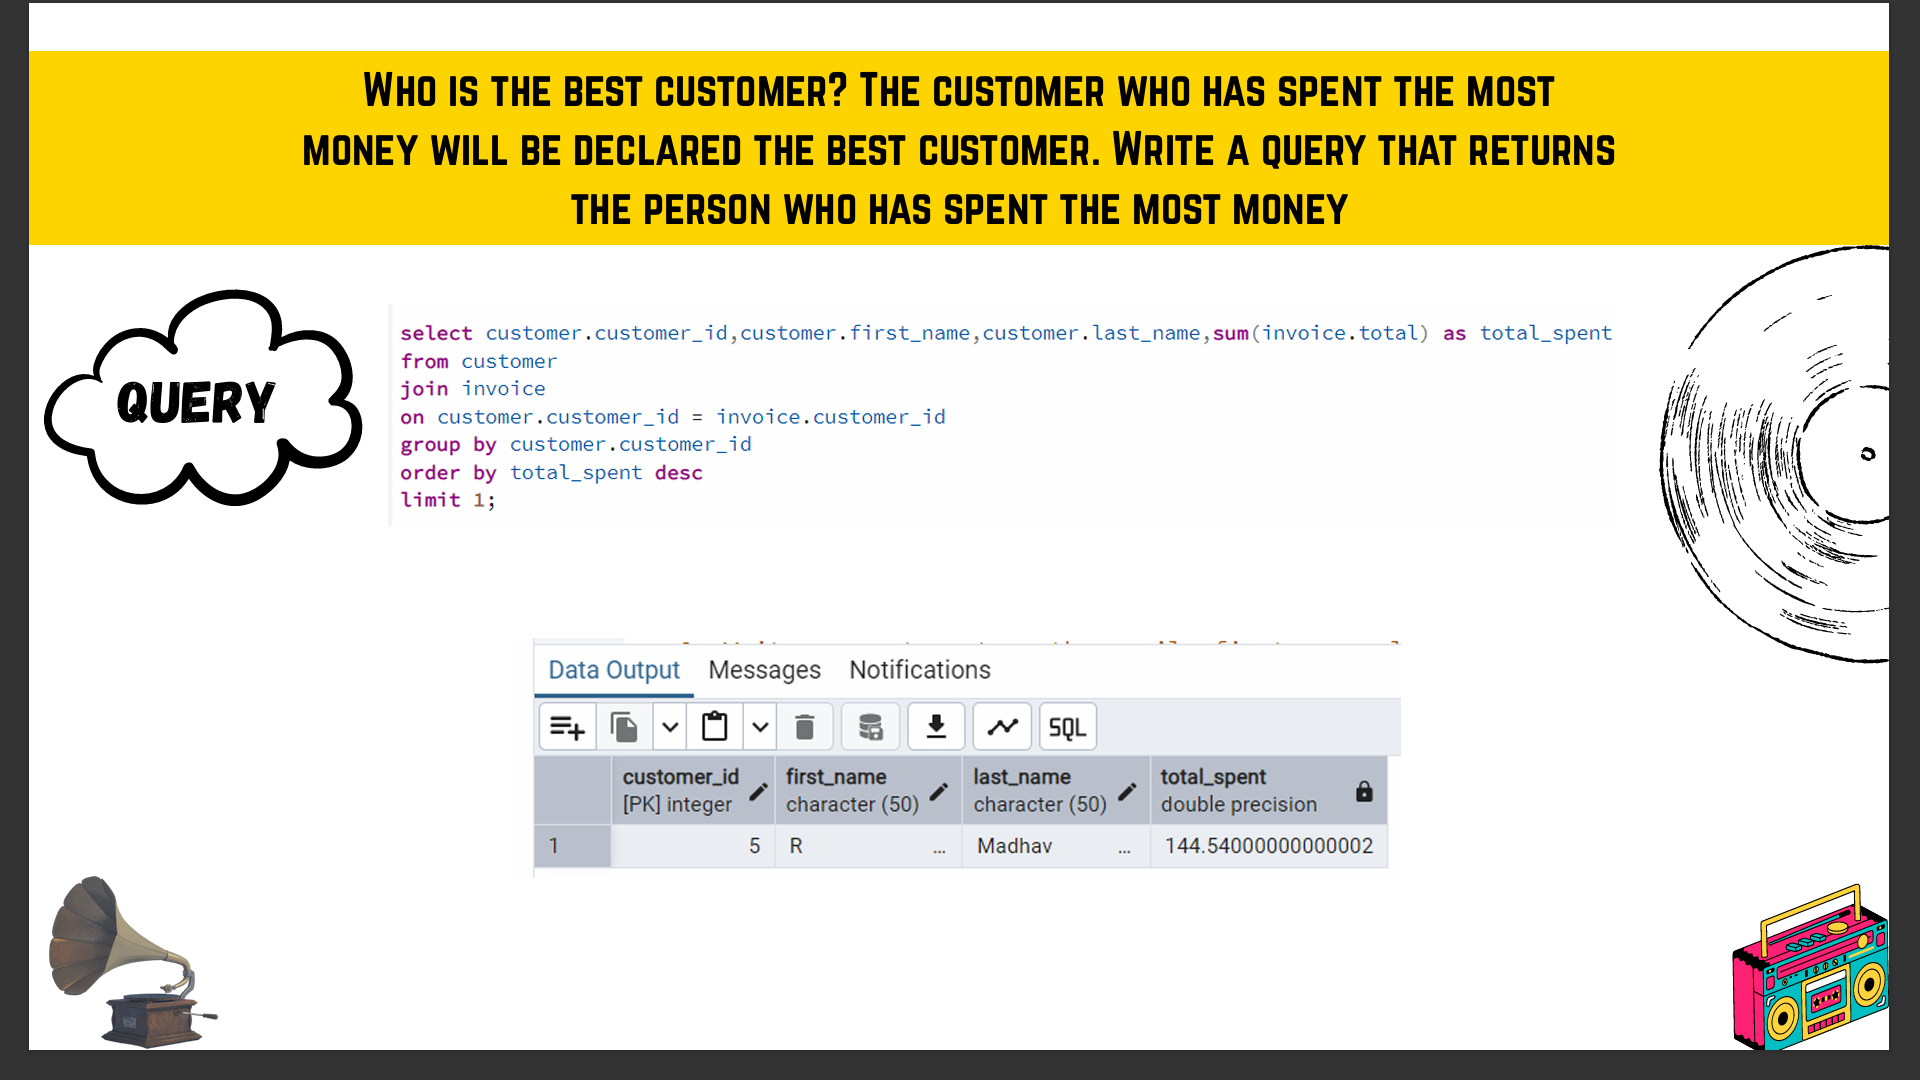 Who is the best customer? The customer who has spent the most
money will be declared the best customer. Write a query that returns
the person who has spent the most money
QUERY
select customer.customer_id,customer.first_name,customer.last_name,sum(invoice.total) as total_spent
from customer
join invoice
on customer.customer_id = invoice.customer_id
group by customer.customer_id
order by total_spent desc
limit 1;
Data Output Messages Notifications
SQL
customer_id first_name last_name total_spent
[PK] integer character (50) character (50) double precision
1 5 R ... Madhav ... 144.54000000000002